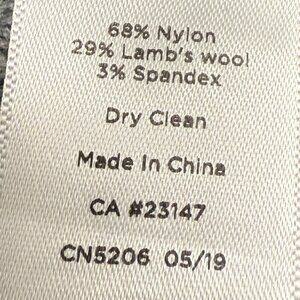 68% Nylon
29% Lamb's wool
3% Spandex
Dry Clean
Made In China
CA #23147
CN5206 05/19